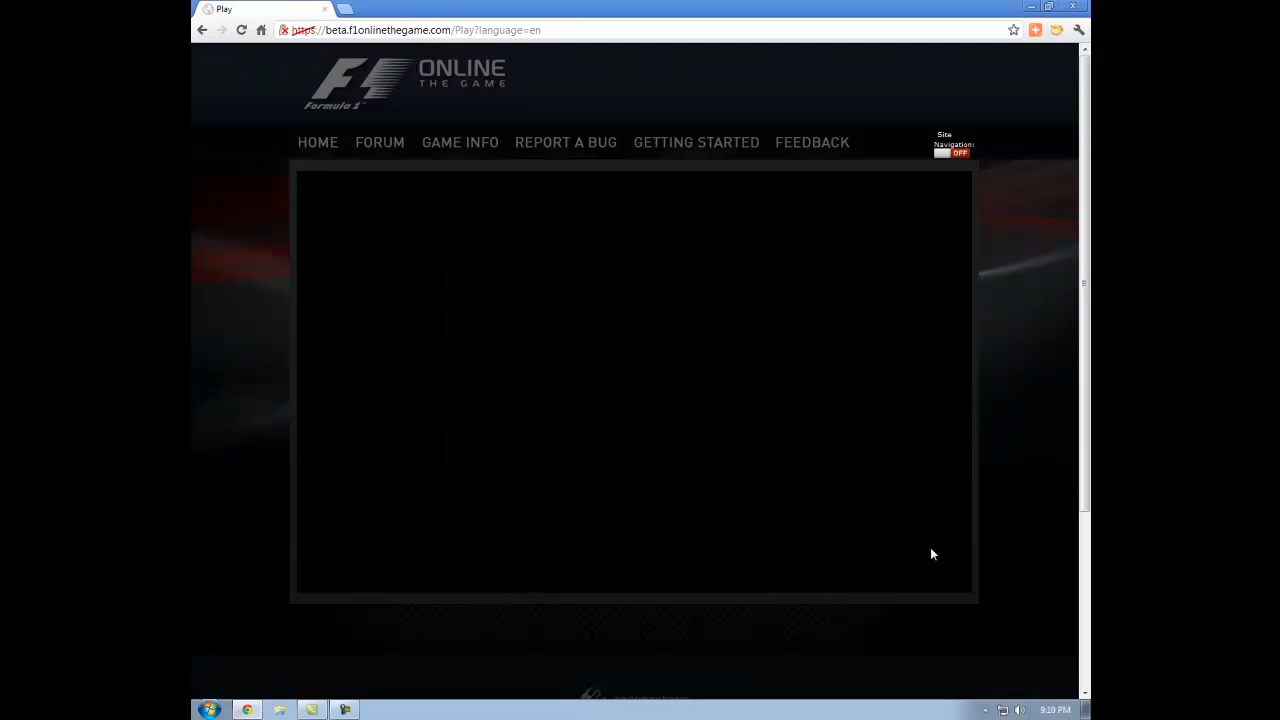 Play
https://beta.f1onlinethegame.com/Play?language=en
F1
Formula 1™
ONLINE
THE GAME
HOME FORUM GAME INFO REPORT A BUG GETTING STARTED FEEDBACK
Site
Navigation:
OFF
9:10 PM